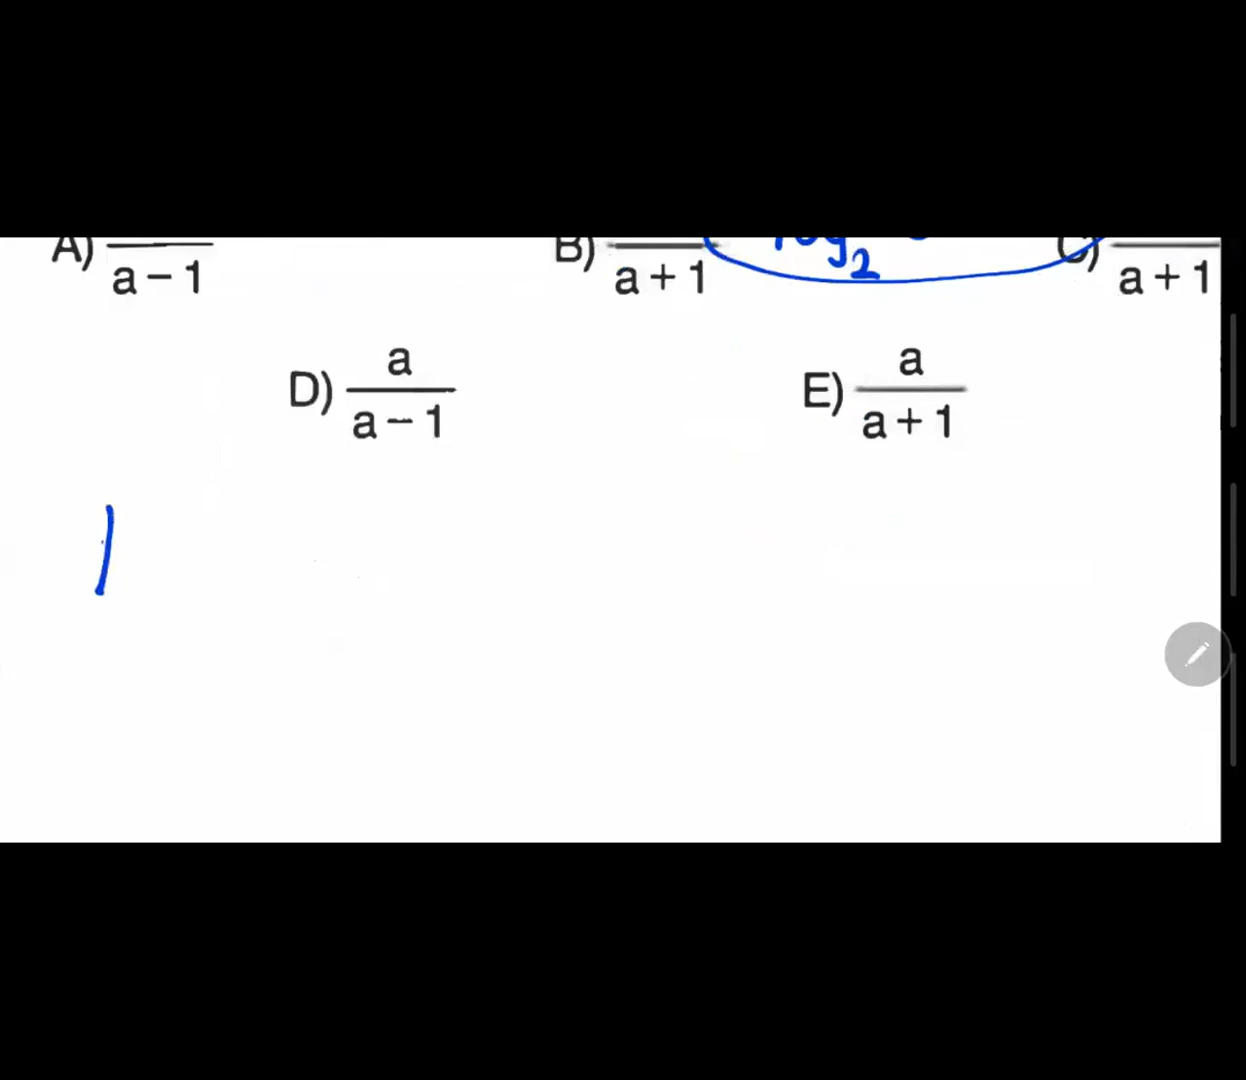 A) B) log₂ C)
a − 1 a + 1 a + 1
a a
D) E)
a − 1 a + 1